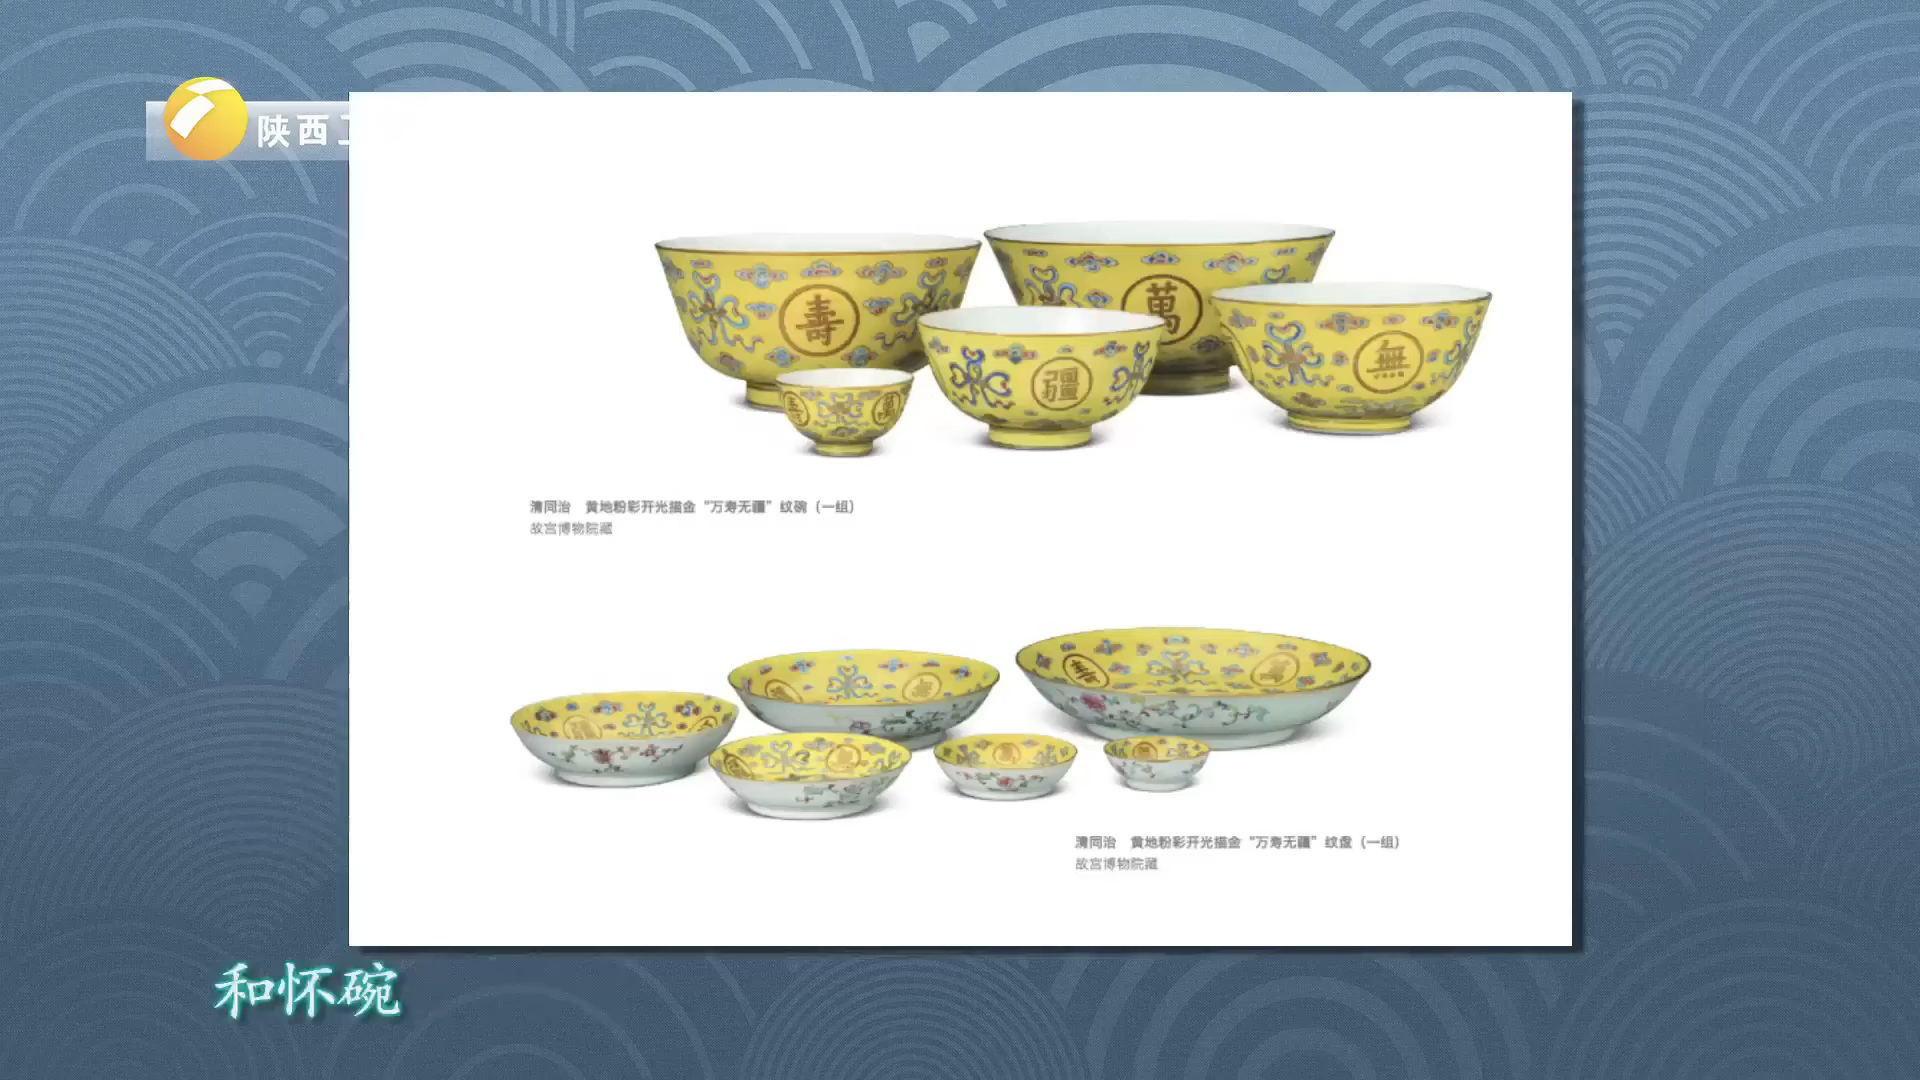 陕西
壽
萬
無
疆
壽
萬
清同治 黄地粉彩开光描金“万寿无疆”纹碗（一组）
故宫博物院藏
萬
清同治 黄地粉彩开光描金“万寿无疆”纹盘（一组）
故宫博物院藏
和怀碗